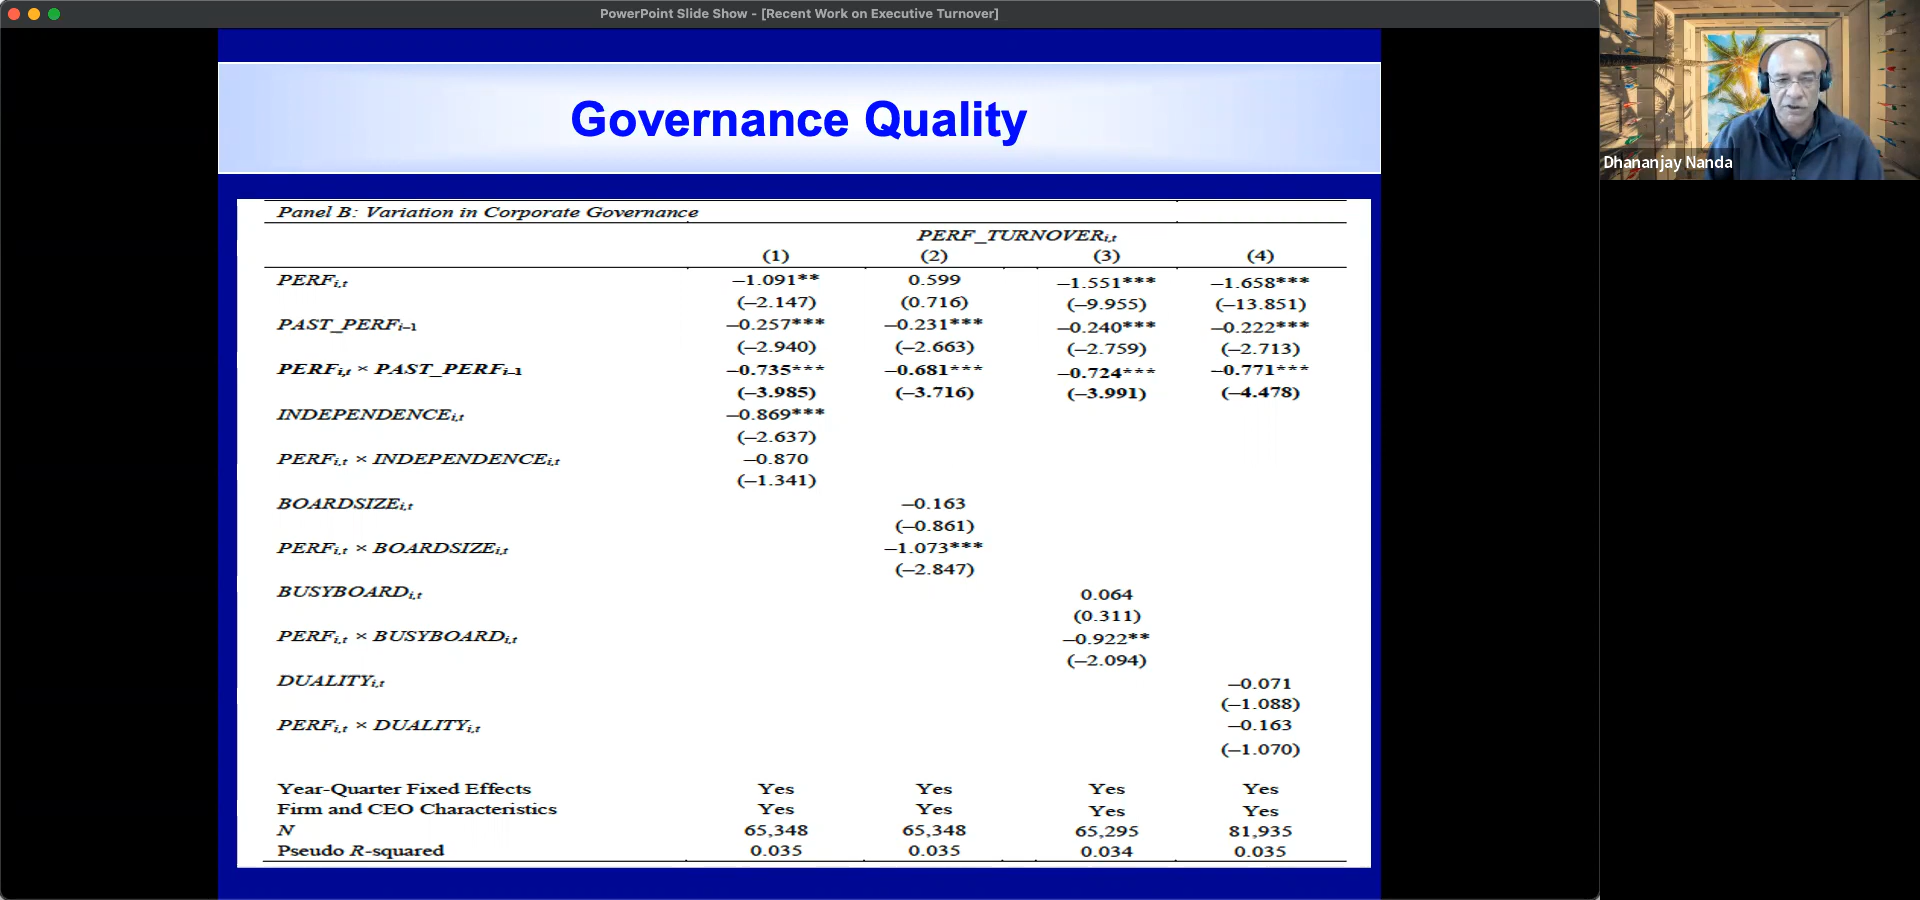 PowerPoint Slide Show - [Recent Work on Executive Turnover]
Dhananjay Nanda
Governance Quality
Panel B: Variation in Corporate Governance
PERF_TURNOVERi,t
(1) (2) (3) (4)
PERFi,t –1.091** 0.599 –1.551*** –1.658***
(–2.147) (0.716) (–9.955) (–13.851)
PAST_PERFi–1 –0.257*** –0.231*** –0.240*** –0.222***
(–2.940) (–2.663) (–2.759) (–2.713)
PERFi,t × PAST_PERFi–1 –0.735*** –0.681*** –0.724*** –0.771***
(–3.985) (–3.716) (–3.991) (–4.478)
INDEPENDENCEi,t –0.869***
(–2.637)
PERFi,t × INDEPENDENCEi,t –0.870
(–1.341)
BOARDSIZEi,t –0.163
(–0.861)
PERFi,t × BOARDSIZEi,t –1.073***
(–2.847)
BUSYBOARDi,t 0.064
(0.311)
PERFi,t × BUSYBOARDi,t –0.922**
(–2.094)
DUALITYi,t –0.071
(–1.088)
PERFi,t × DUALITYi,t –0.163
(–1.070)
Year-Quarter Fixed Effects Yes Yes Yes Yes
Firm and CEO Characteristics Yes Yes Yes Yes
N 65,348 65,348 65,295 81,935
Pseudo R-squared 0.035 0.035 0.034 0.035